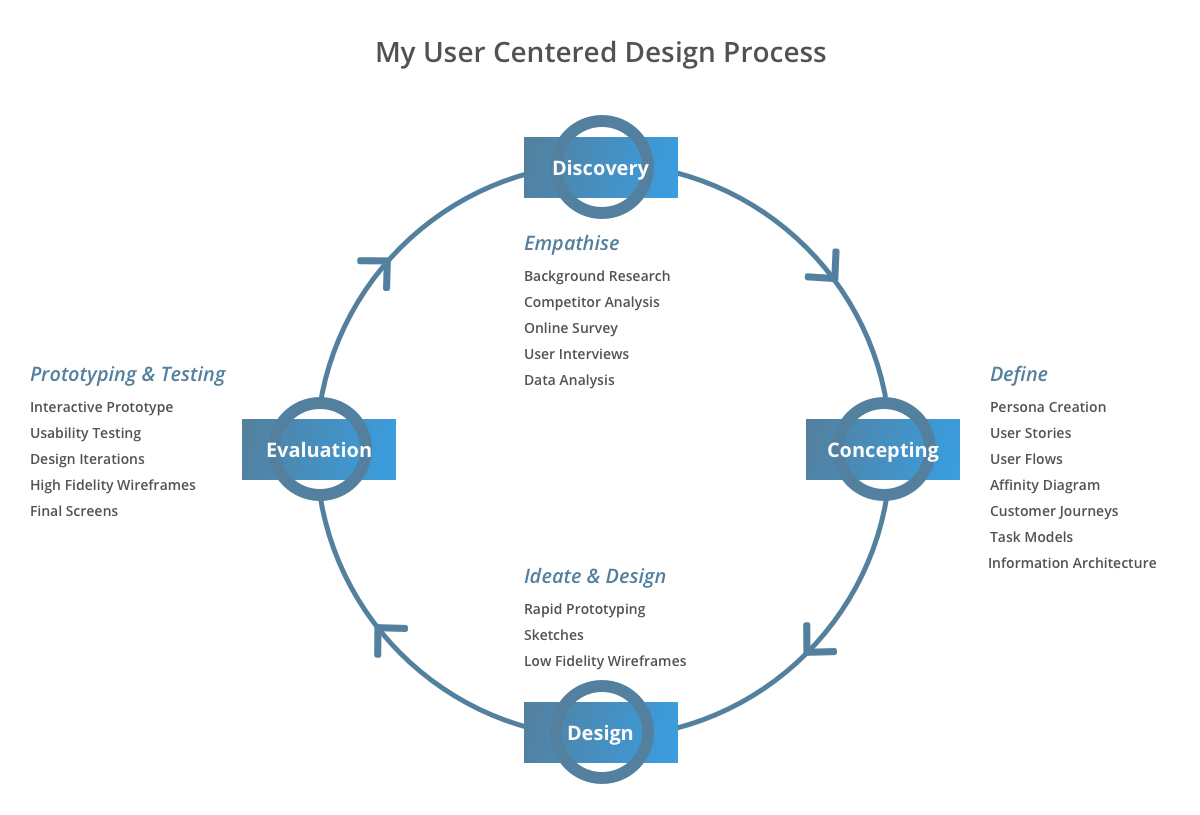 My User Centered Design Process
Discovery
Empathise
Background Research
Competitor Analysis
Online Survey
User Interviews
Data Analysis
Concepting
Define
Persona Creation
User Stories
User Flows
Affinity Diagram
Customer Journeys
Task Models
Information Architecture
Ideate & Design
Rapid Prototyping
Sketches
Low Fidelity Wireframes
Design
Prototyping & Testing
Interactive Prototype
Usability Testing
Design Iterations
High Fidelity Wireframes
Final Screens
Evaluation